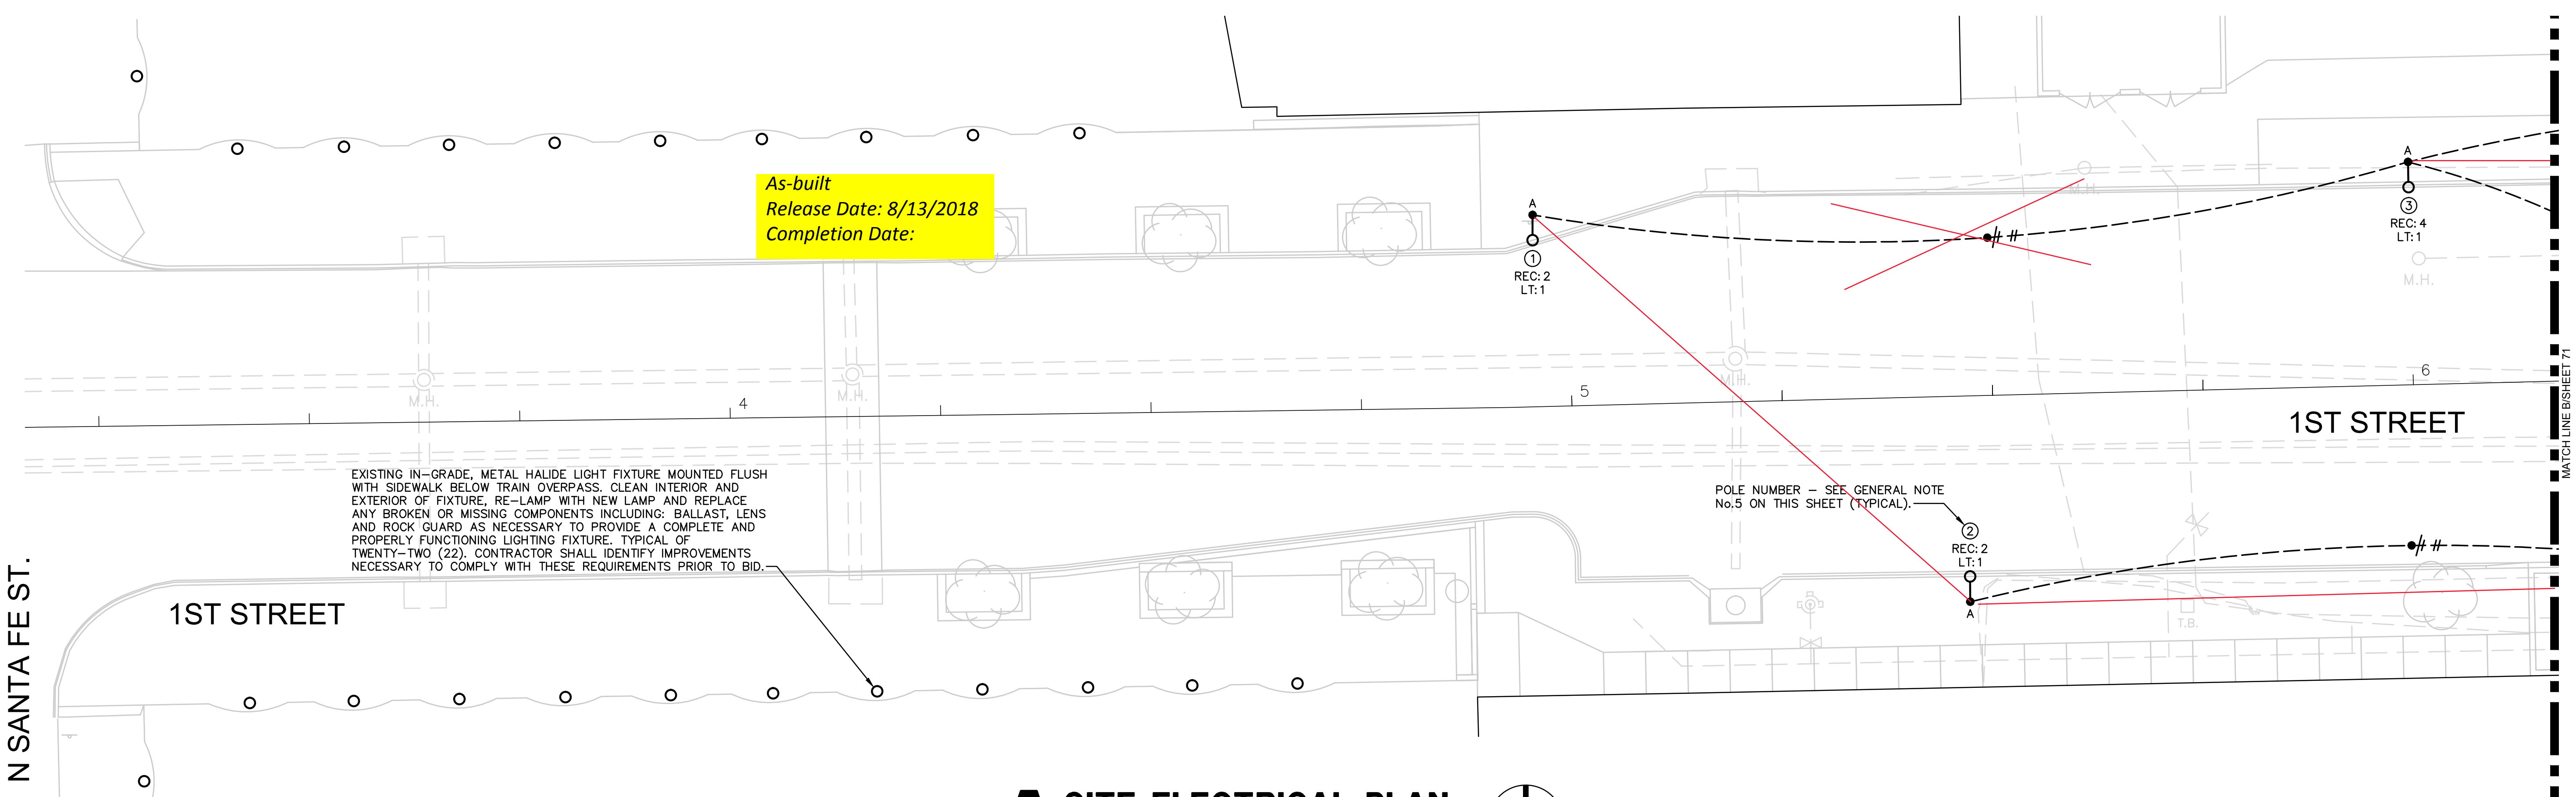 As-built
Release Date: 8/13/2018
Completion Date:
A
1
REC: 2
LT: 1
A
3
REC: 4
LT: 1
M.H.
M.H.
M.H.
M.H.
M.H.
4
5
6
1ST STREET
MATCH LINE B/SHEET 71
EXISTING IN-GRADE, METAL HALIDE LIGHT FIXTURE MOUNTED FLUSH
WITH SIDEWALK BELOW TRAIN OVERPASS. CLEAN INTERIOR AND
EXTERIOR OF FIXTURE, RE-LAMP WITH NEW LAMP AND REPLACE
ANY BROKEN OR MISSING COMPONENTS INCLUDING: BALLAST, LENS
AND ROCK GUARD AS NECESSARY TO PROVIDE A COMPLETE AND
PROPERLY FUNCTIONING LIGHTING FIXTURE. TYPICAL OF
TWENTY-TWO (22). CONTRACTOR SHALL IDENTIFY IMPROVEMENTS
NECESSARY TO COMPLY WITH THESE REQUIREMENTS PRIOR TO BID.
POLE NUMBER - SEE GENERAL NOTE
No.5 ON THIS SHEET (TYPICAL).
2
REC: 2
LT: 1
A
T.B.
1ST STREET
N SANTA FE ST.
SITE ELECTRICAL PLAN